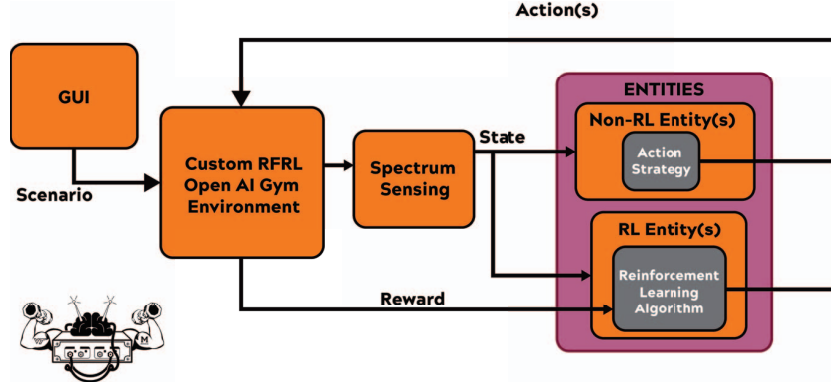 Action(s)
GUI
ENTITIES
Non-RL Entity(s)
Action
Strategy
State
Custom RFRL
Open AI Gym
Environment
Spectrum
Sensing
Scenario
RL Entity(s)
Reinforcement
Learning
Algorithm
Reward
M